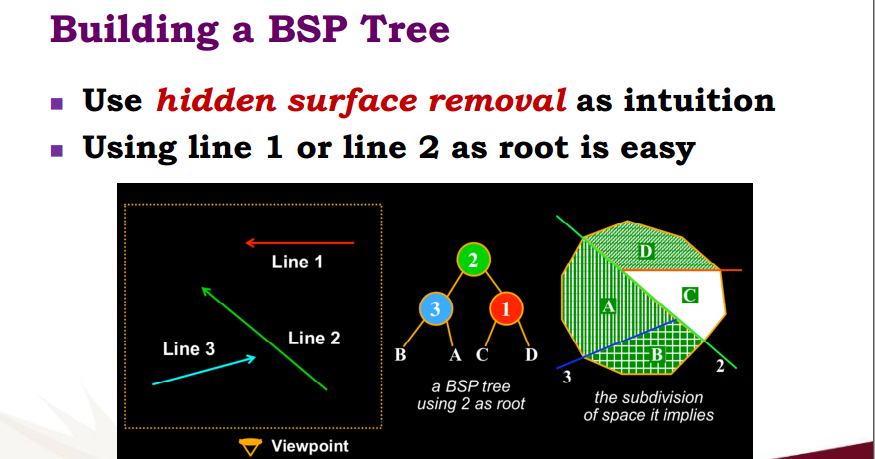 Building a BSP Tree
Use hidden surface removal as intuition
Using line 1 or line 2 as root is easy
Line 1
Line 2
Line 3
Viewpoint
2
3
1
B
A
C
D
a BSP tree
using 2 as root
D
C
A
B
3
2
the subdivision
of space it implies